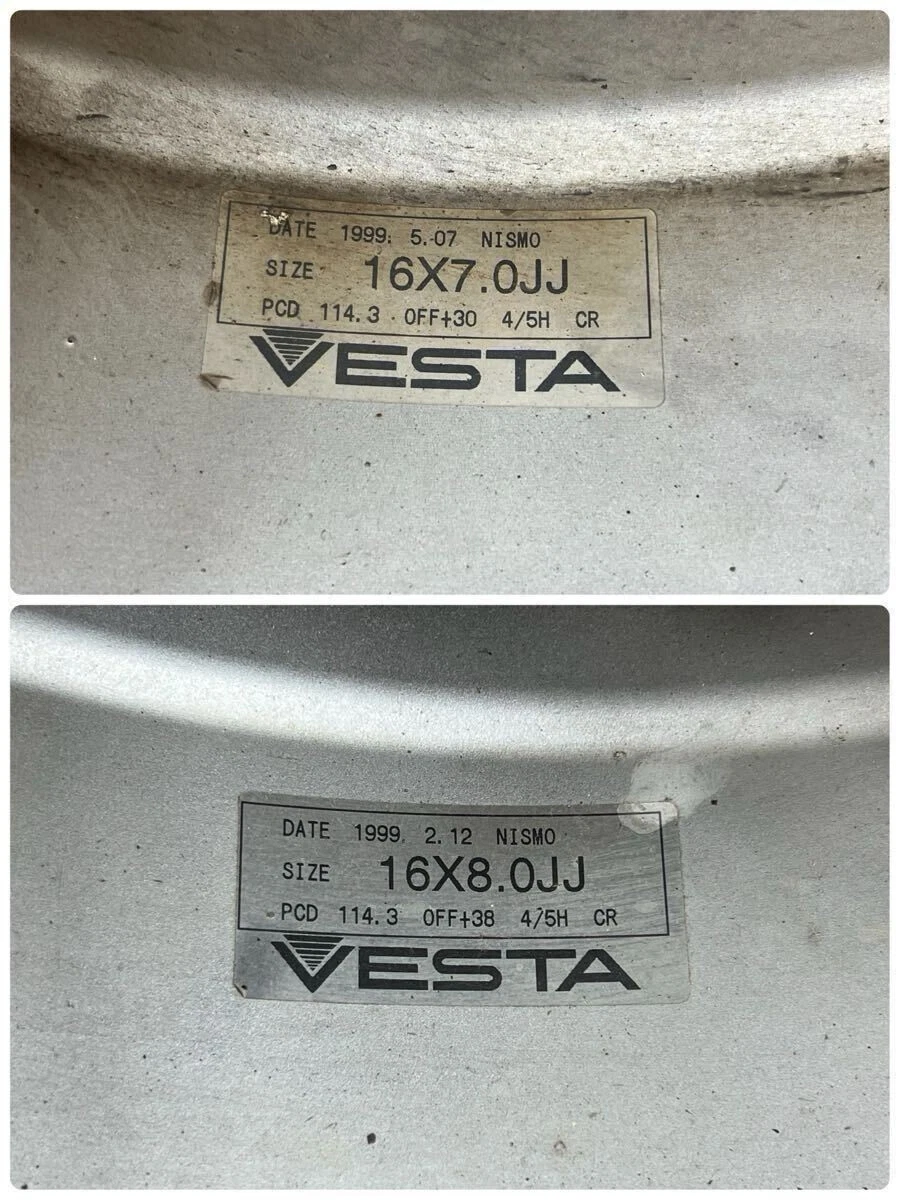 DATE 1999. 5.07 NISMO
SIZE 16X7.0JJ
PCD 114.3 OFF+30 4/5H CR
VESTA
DATE 1999. 2.12 NISMO
SIZE 16X8.0JJ
PCD 114.3 OFF+38 4/5H CR
VESTA